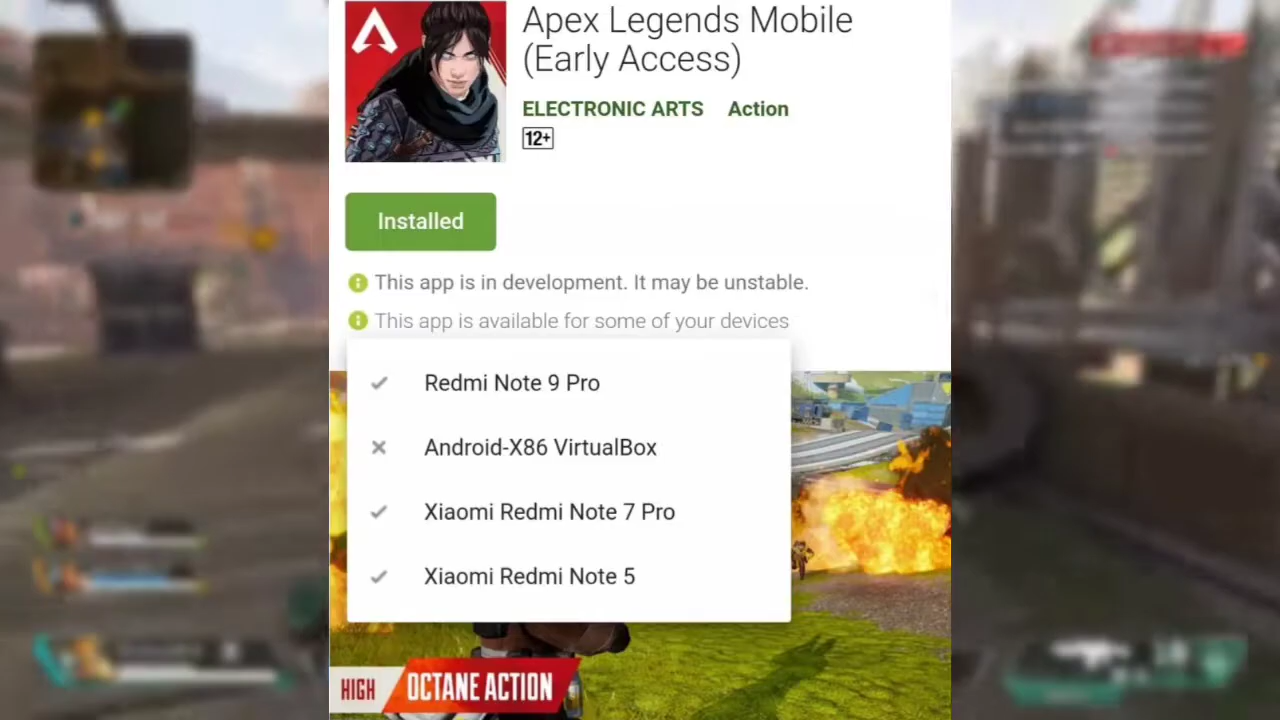 Apex Legends Mobile
(Early Access)
ELECTRONIC ARTS Action
12+
Installed
This app is in development. It may be unstable.
This app is available for some of your devices
Redmi Note 9 Pro
Android-X86 VirtualBox
Xiaomi Redmi Note 7 Pro
Xiaomi Redmi Note 5
HIGH OCTANE ACTION